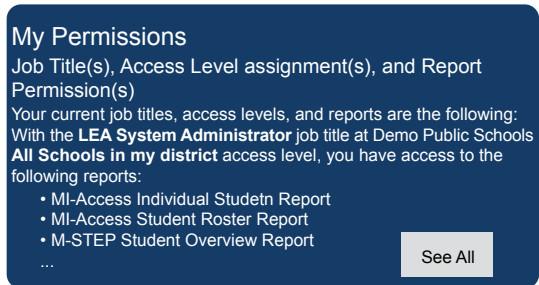 My Permissions
Job Title(s), Access Level assignment(s), and Report
Permission(s)
Your current job titles, access levels, and reports are the following:
With the LEA System Administrator job title at Demo Public Schools
All Schools in my district access level, you have access to the
following reports:
• MI-Access Individual Studetn Report
• MI-Access Student Roster Report
• M-STEP Student Overview Report
...
See All